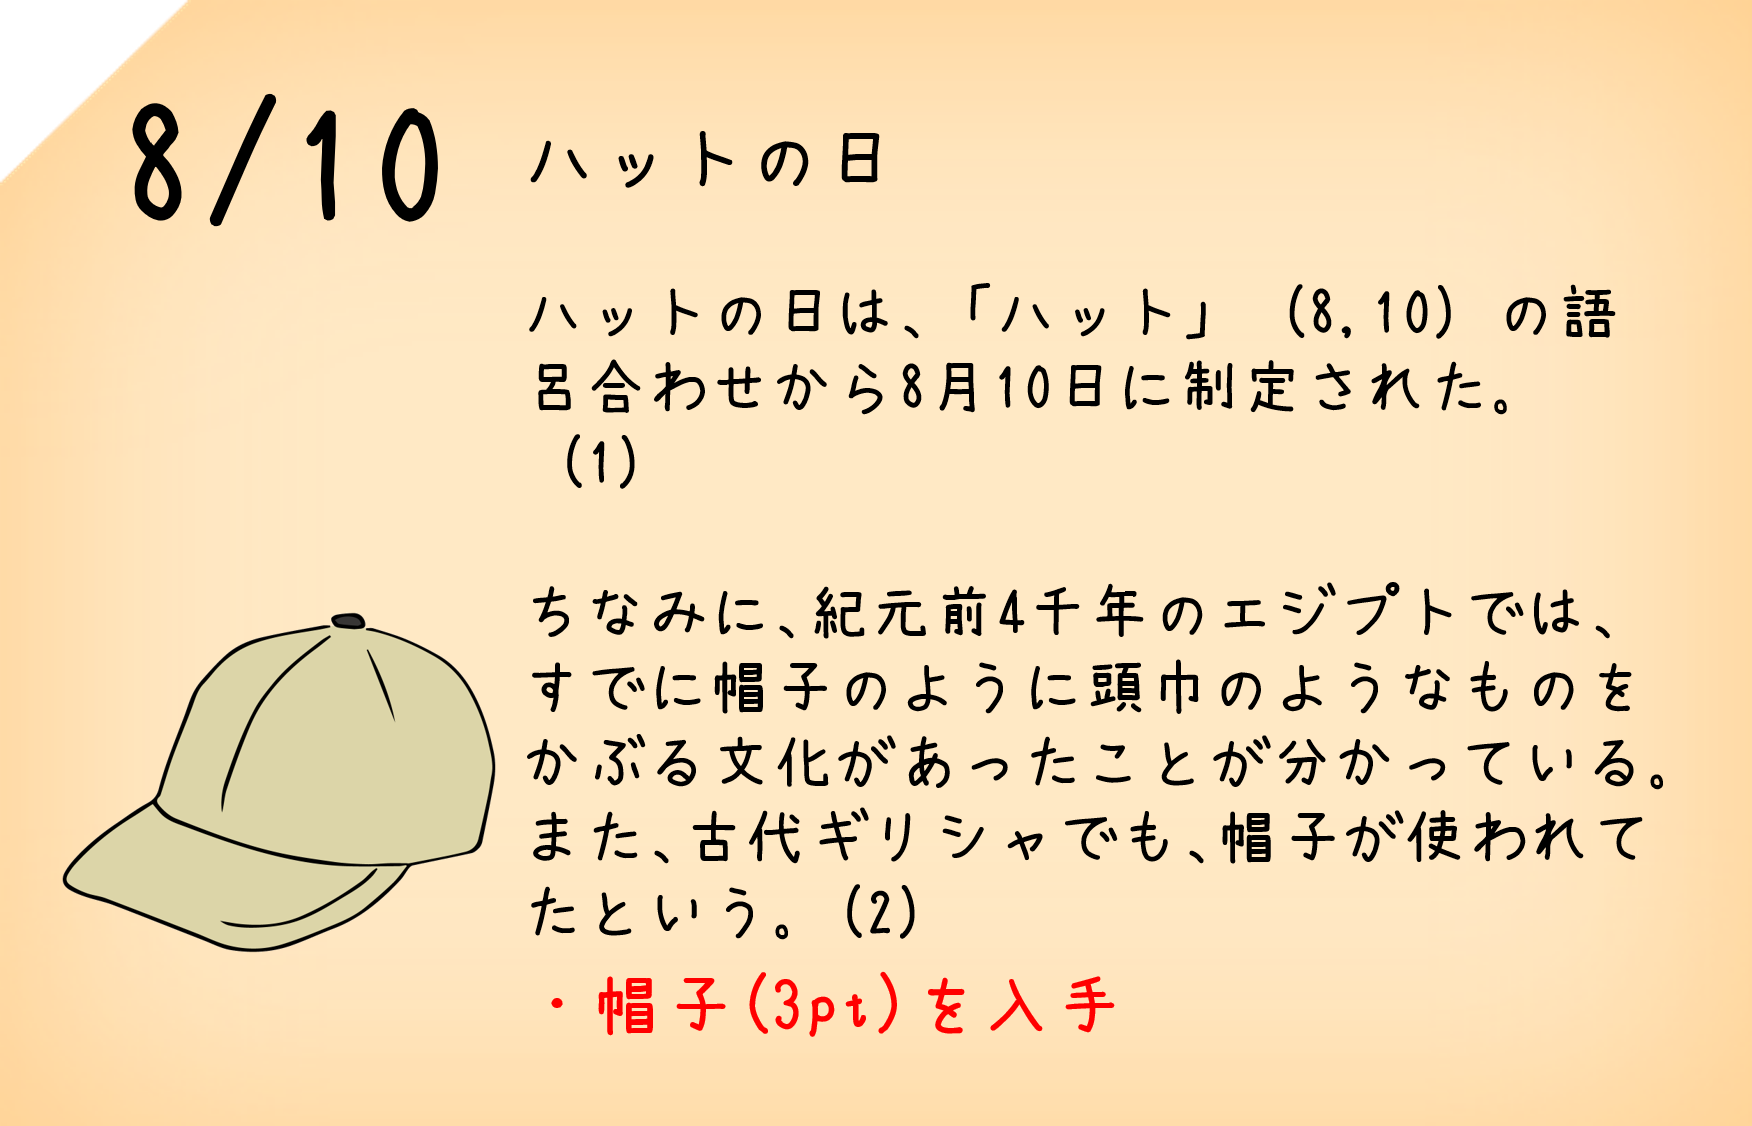 8/10 ハットの日
ハットの日は、「ハット」 (8,10) の語
呂合わせから8月10日に制定された。
(1)
ちなみに、紀元前4千年のエジプトでは、
すでに帽子のように頭巾のようなものを
かぶる文化があったことが分かっている。
また、古代ギリシャでも、帽子が使われて
たという。(2)
・帽子(3pt)を入手